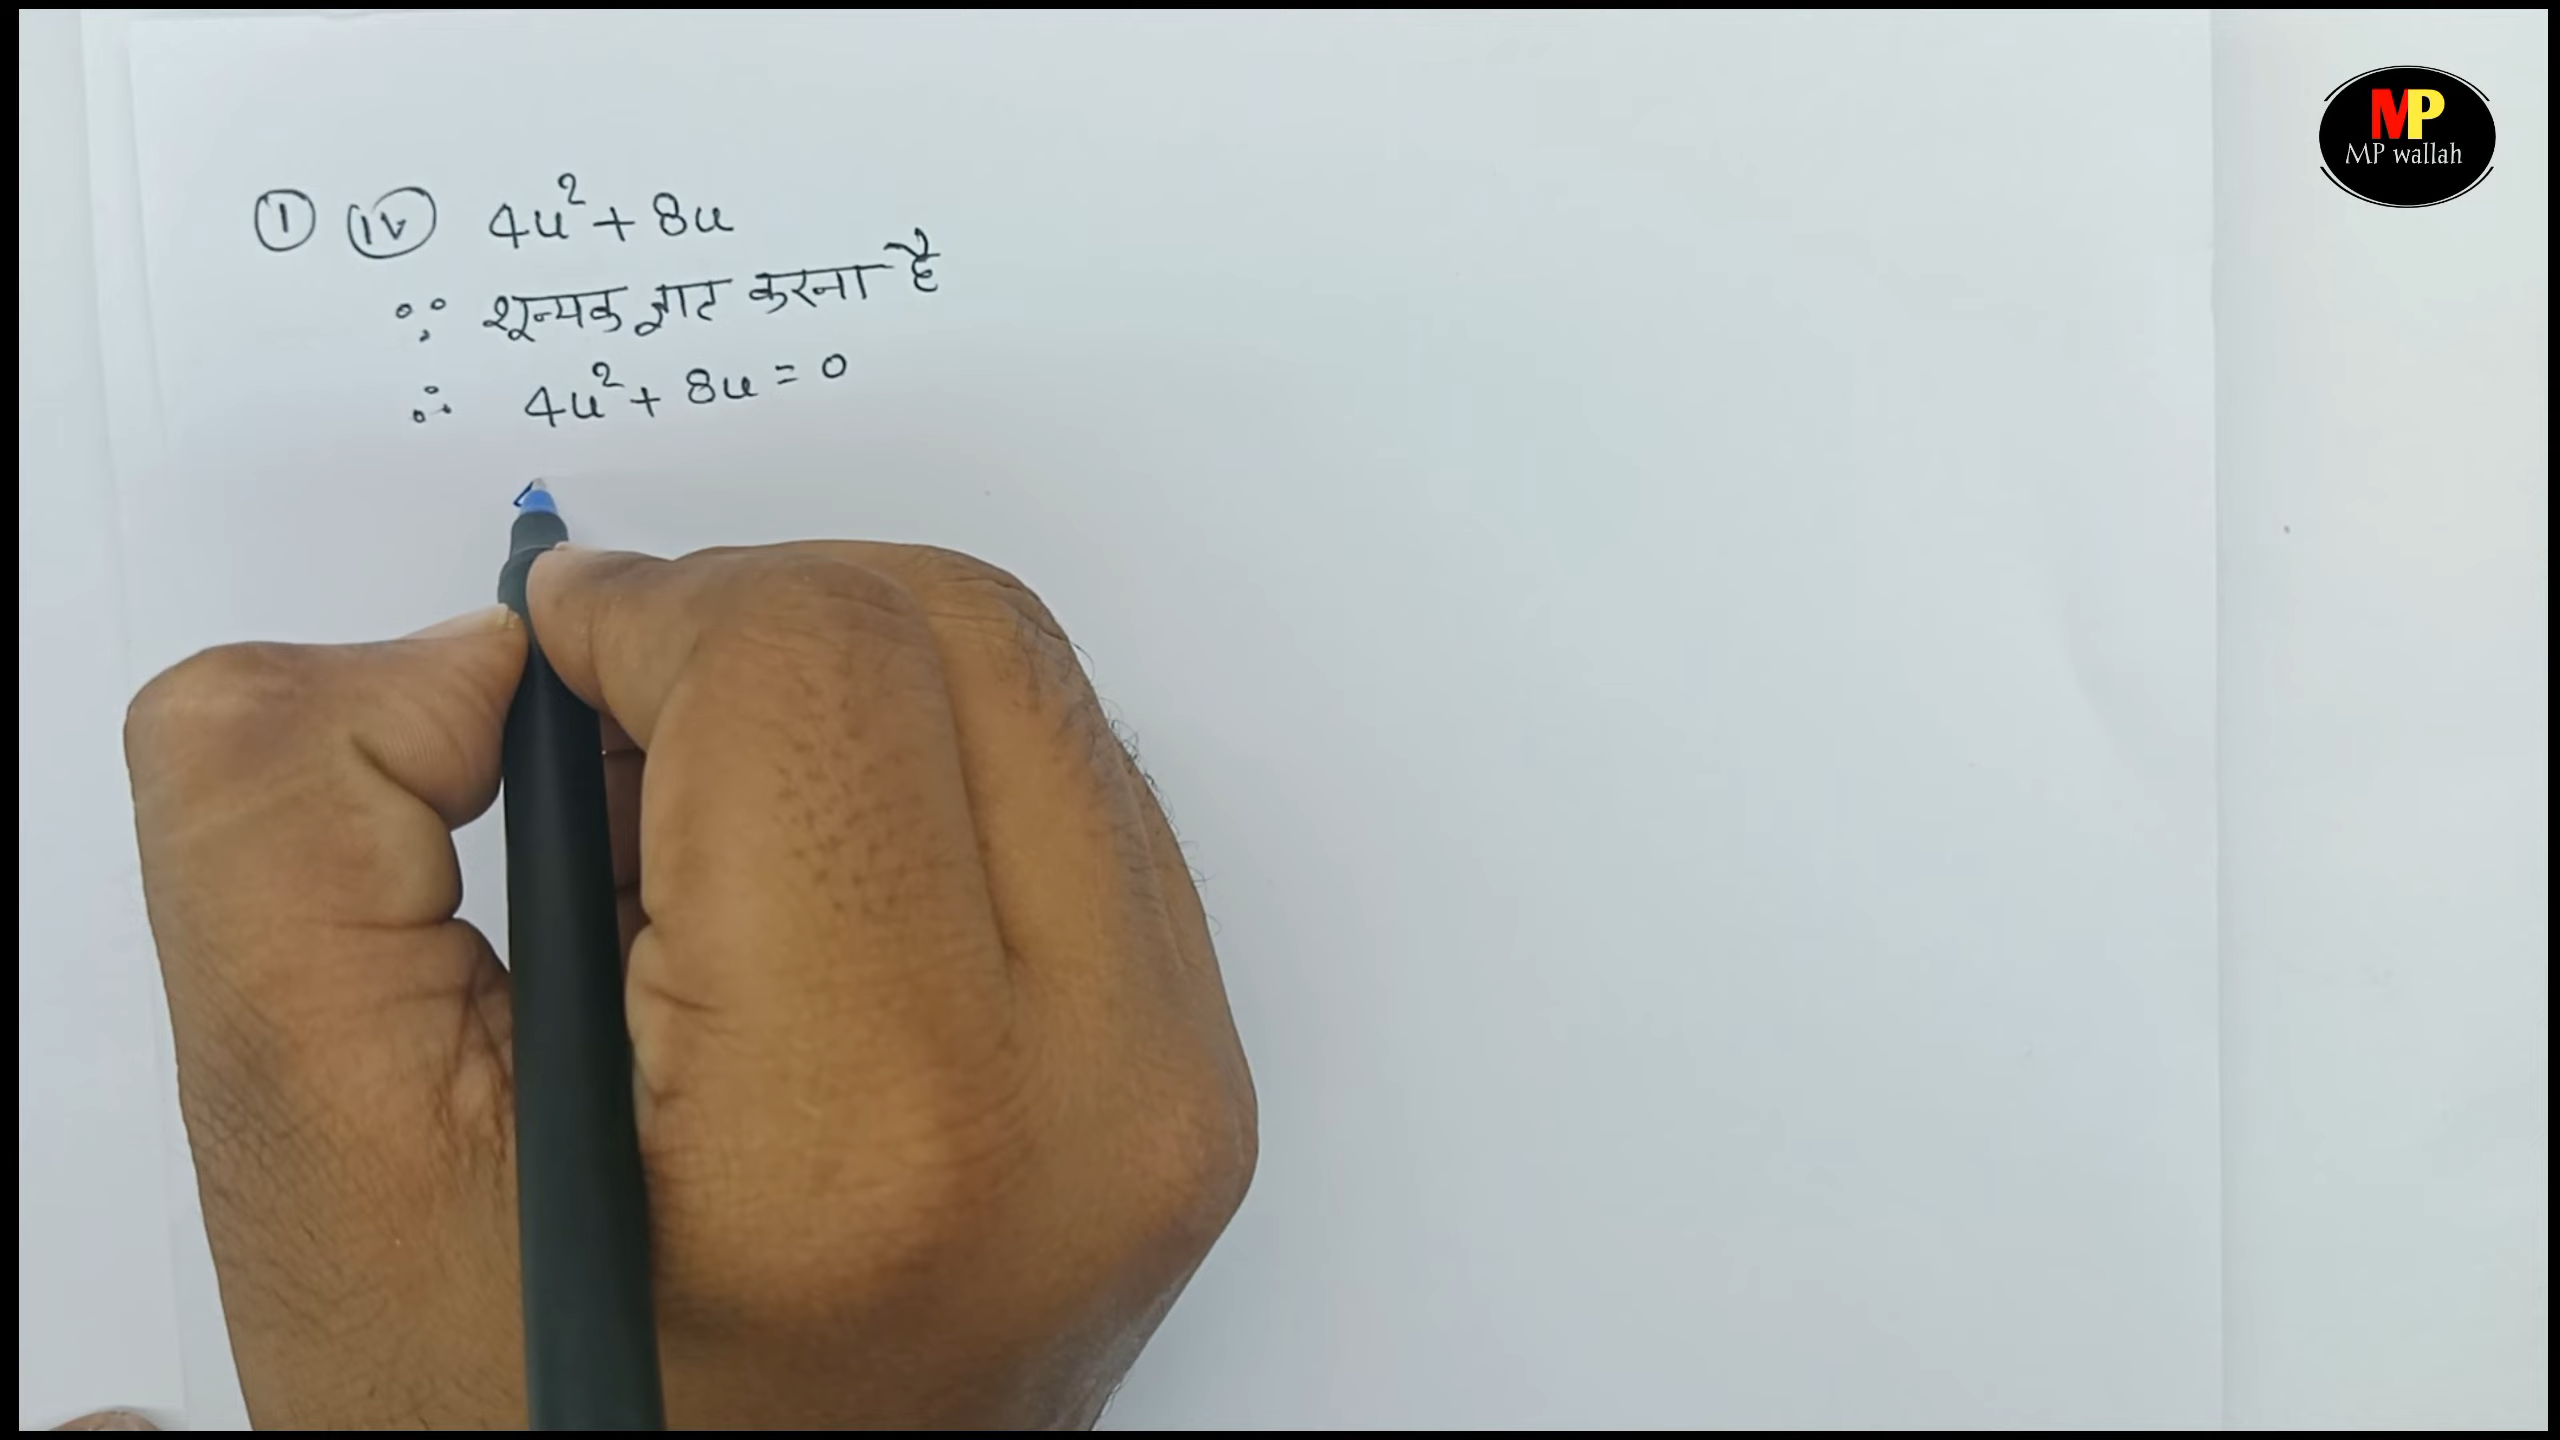 ① (iv) 4u² + 8u
∵ शून्यक ज्ञात करना है
∴ 4u² + 8u = 0
MP
MP wallah